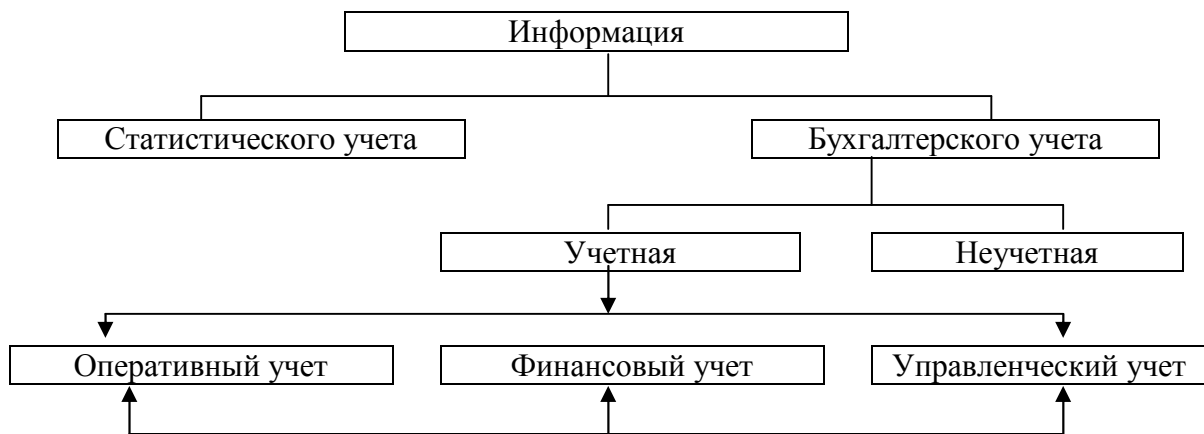 Информация
Статистического учета
Бухгалтерского учета
Учетная
Неучетная
Оперативный учет
Финансовый учет
Управленческий учет